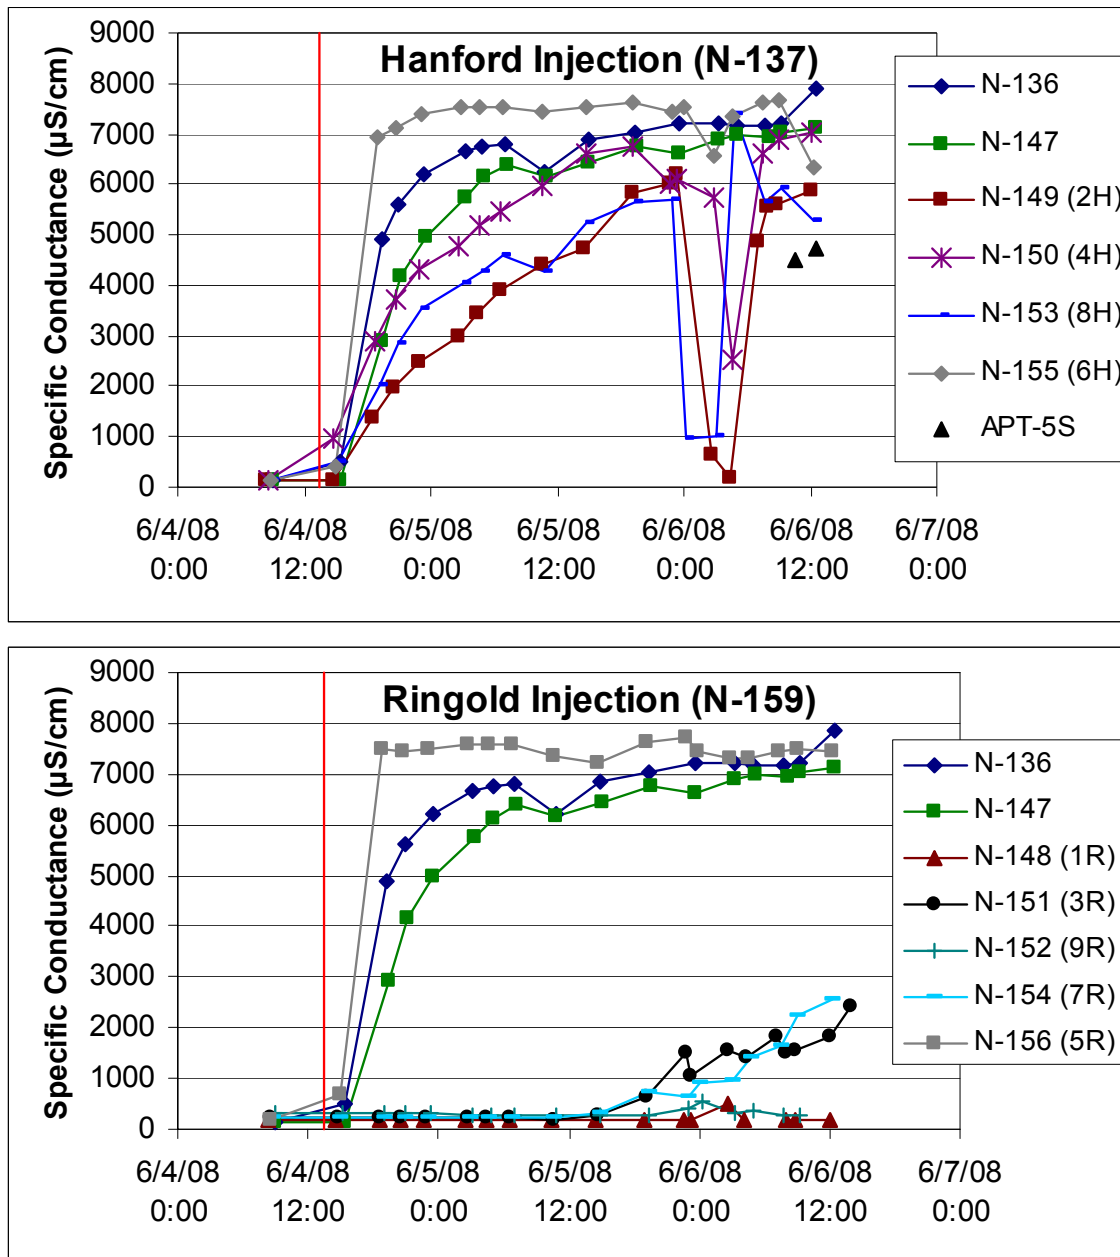 Hanford Injection (N-137)
Specific Conductance (µS/cm)
9000
8000
7000
6000
5000
4000
3000
2000
1000
0
6/4/08 6/4/08 6/5/08 6/5/08 6/6/08 6/6/08 6/7/08
0:00 12:00 0:00 12:00 0:00 12:00 0:00
N-136
N-147
N-149 (2H)
N-150 (4H)
N-153 (8H)
N-155 (6H)
APT-5S
Ringold Injection (N-159)
Specific Conductance (µS/cm)
9000
8000
7000
6000
5000
4000
3000
2000
1000
0
6/4/08 6/4/08 6/5/08 6/5/08 6/6/08 6/6/08 6/7/08
0:00 12:00 0:00 12:00 0:00 12:00 0:00
N-136
N-147
N-148 (1R)
N-151 (3R)
N-152 (9R)
N-154 (7R)
N-156 (5R)